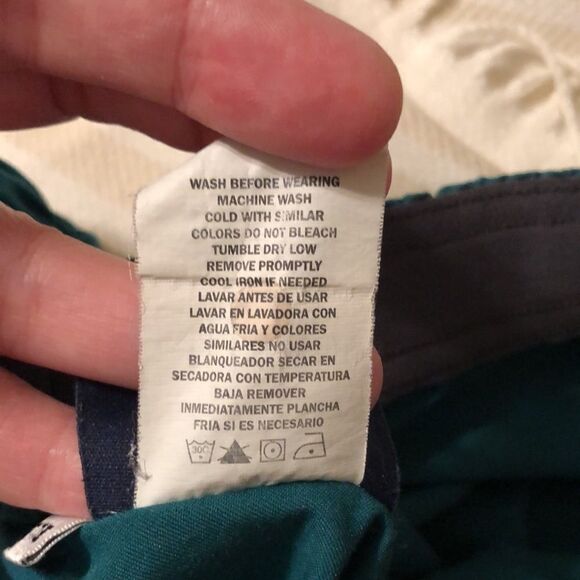 WASH BEFORE WEARING
MACHINE WASH
COLD WITH SIMILAR
COLORS DO NOT BLEACH
TUMBLE DRY LOW
REMOVE PROMPTLY
COOL IRON IF NEEDED
LAVAR ANTES DE USAR
LAVAR EN LAVADORA CON
AGUA FRIA Y COLORES
SIMILARES NO USAR
BLANQUEADOR SECAR EN
SECADORA CON TEMPERATURA
BAJA REMOVER
INMEDIATAMENTE PLANCHA
FRIA SI ES NECESARIO
30C